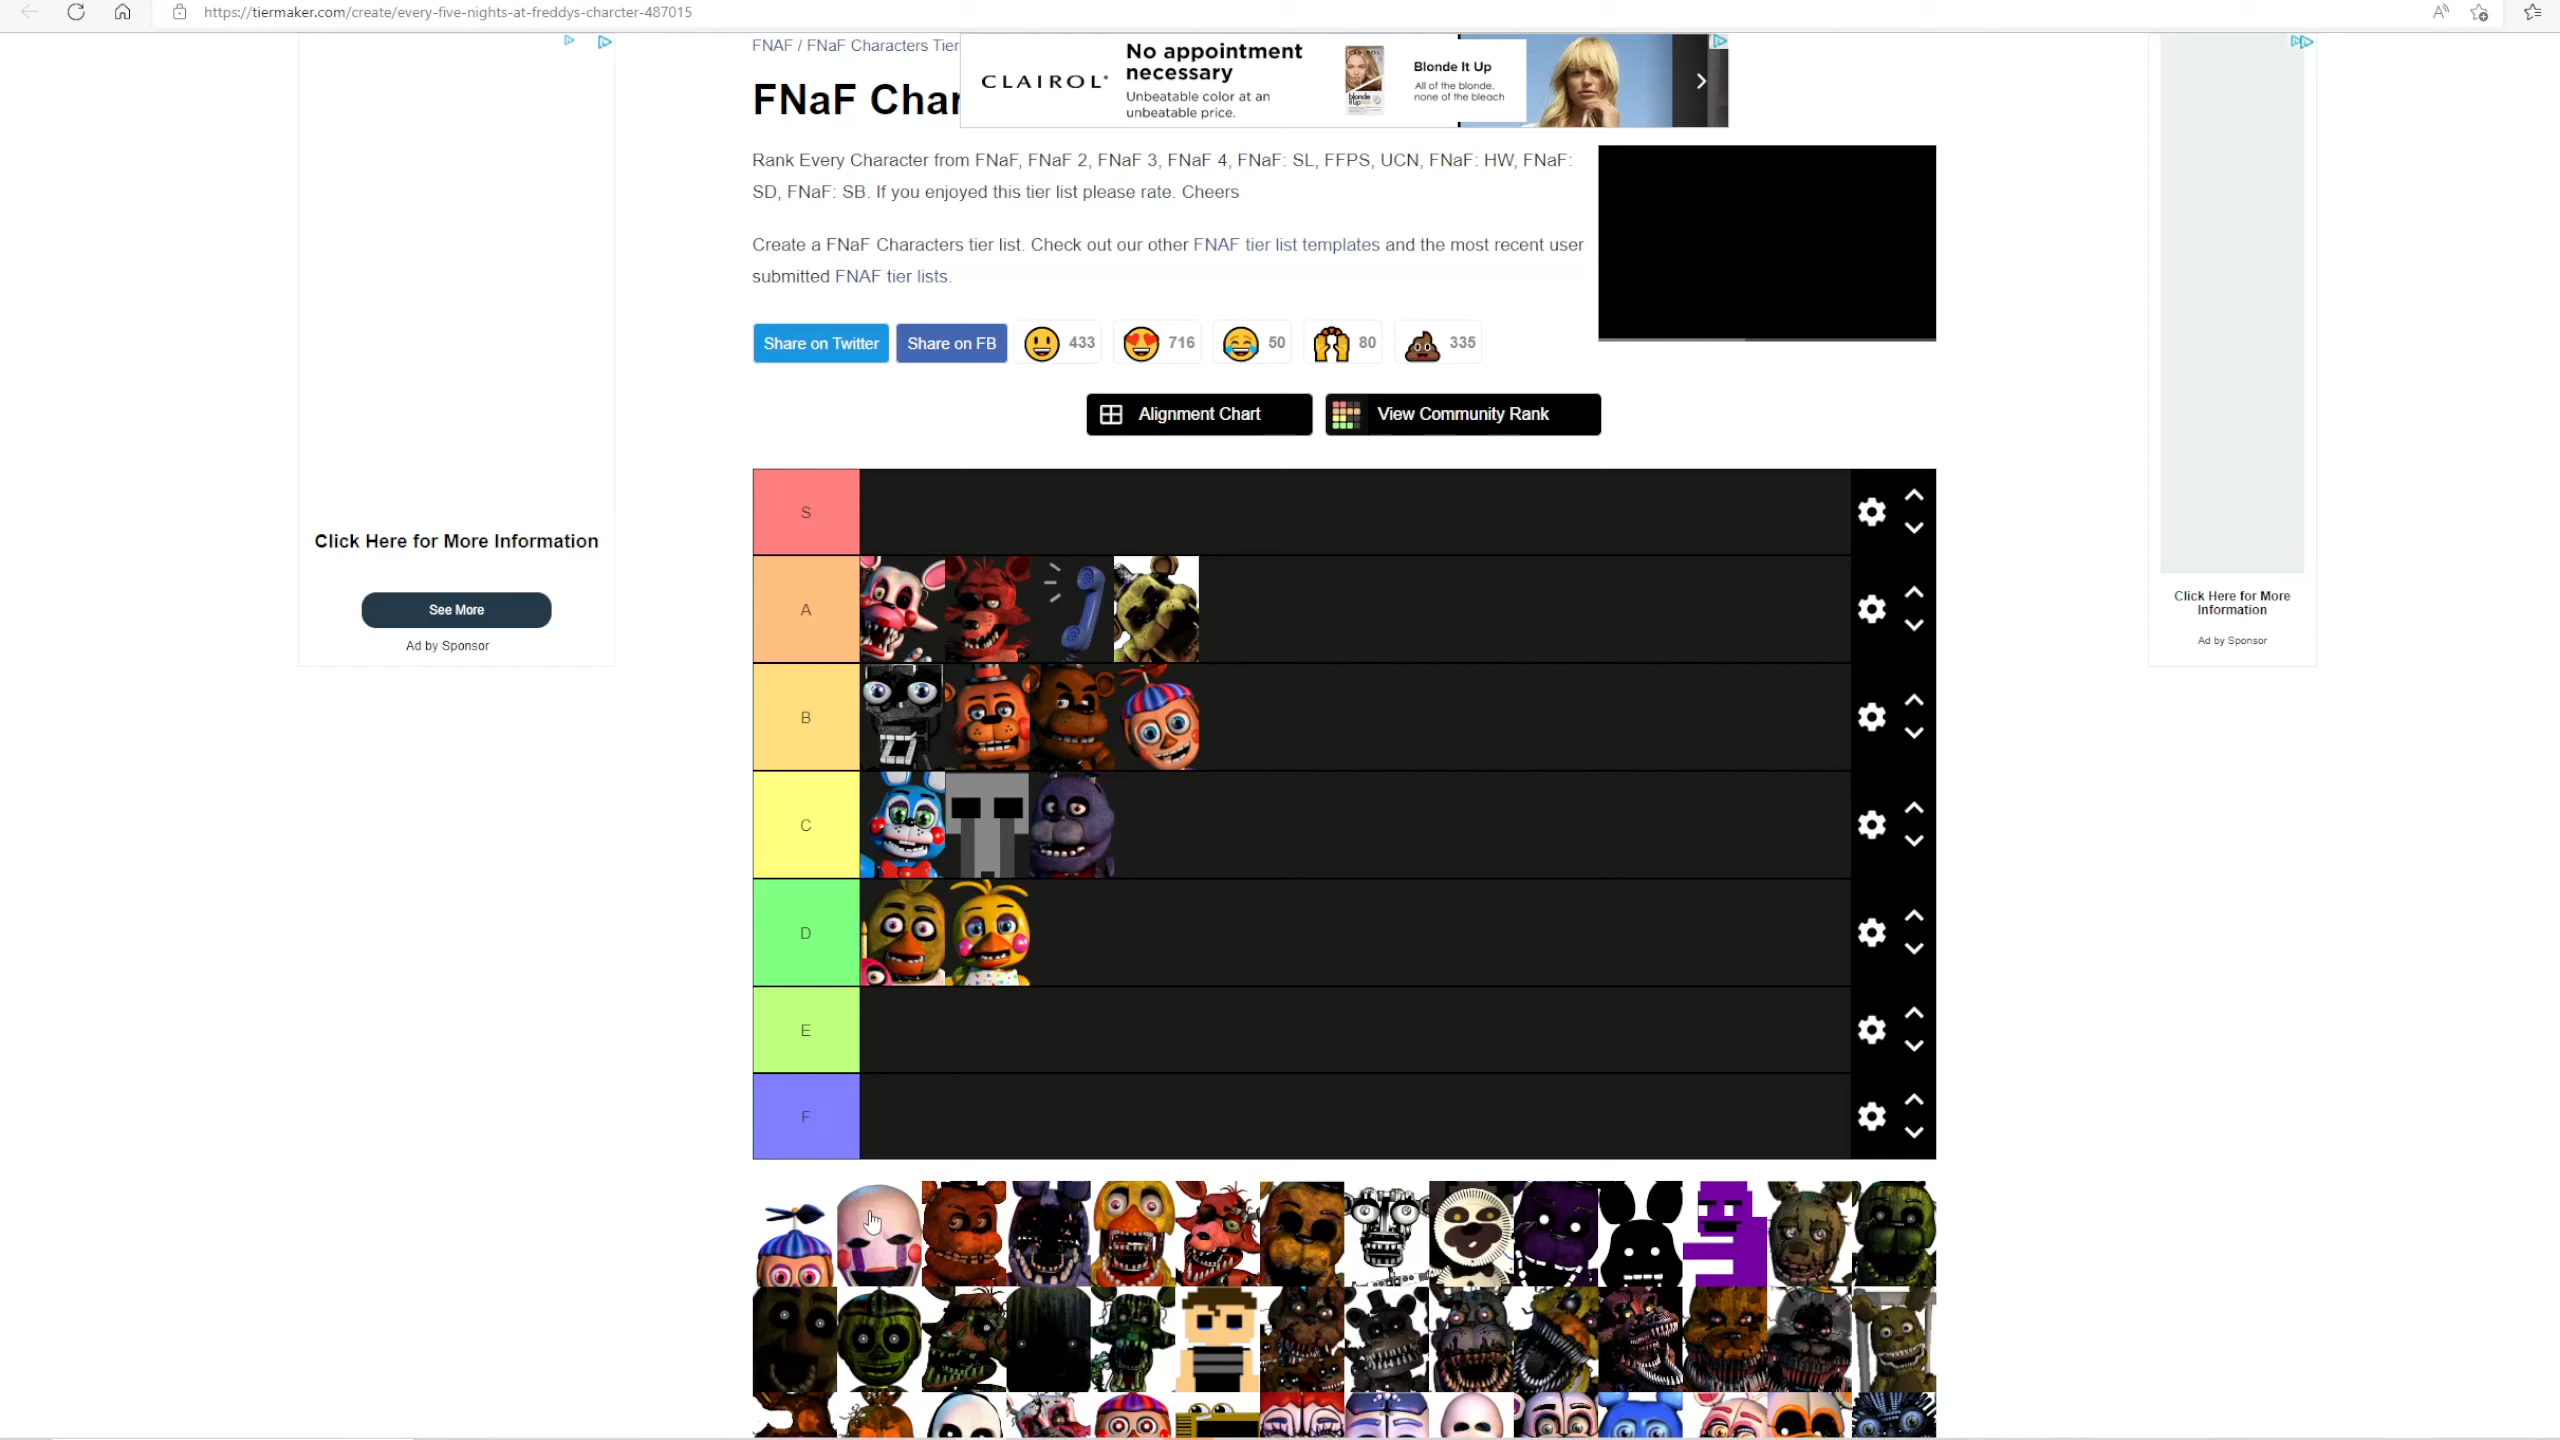 https://tiermaker.com/create/every-five-nights-at-freddys-charcter-487015
FNAF / FNaF Characters Tier
CLAIROL
No appointment
necessary
Unbeatable color at an
unbeatable price.
Blonde It Up
All of the blonde,
none of the bleach
FNaF Char
Rank Every Character from FNaF, FNaF 2, FNaF 3, FNaF 4, FNaF: SL, FFPS, UCN, FNaF: HW, FNaF:
SD, FNaF: SB. If you enjoyed this tier list please rate. Cheers
Create a FNaF Characters tier list. Check out our other FNAF tier list templates and the most recent user
submitted FNAF tier lists.
Share on Twitter Share on FB 433 716 50 80 335
Alignment Chart View Community Rank
Click Here for More Information
See More
Ad by Sponsor
S
A
B
C
D
E
F
Click Here for More
Information
Ad by Sponsor